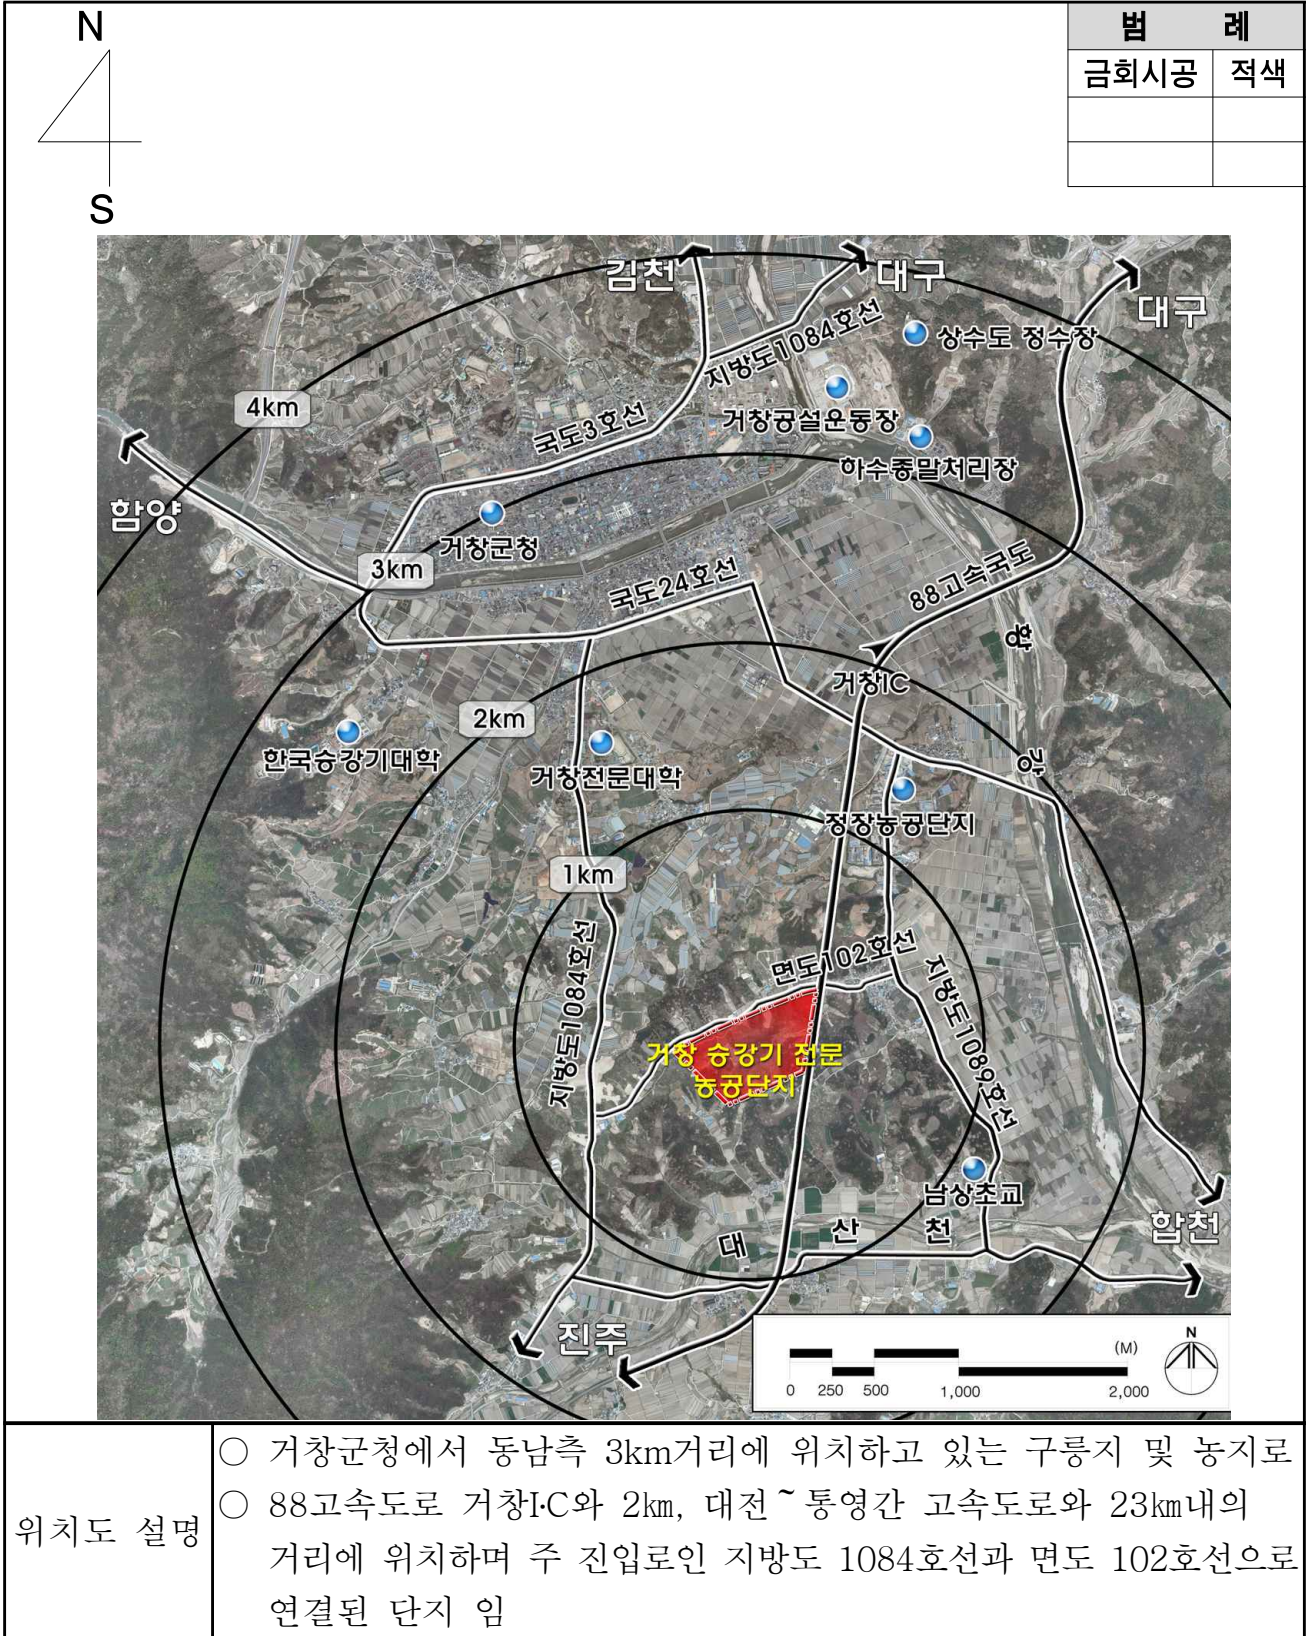 N
S
범 례
금회시공 적색
김천
대구
대구
지방도1084호선
상수도 정수장
거창공설운동장
4km
국도3호선
하수종말처리장
함양
거창군청
3km
국도24호선
88고속국도
황
거창IC
2km
한국승강기대학
거창전문대학
강
정장농공단지
1km
지방도1084호선
면도102호선
지방도1089호선
거창 승강기 전문
농공단지
남상초교
합천
대 산 천
진주
(M)
N
0 250 500 1,000 2,000
위치도 설명
○ 거창군청에서 동남측 3km거리에 위치하고 있는 구릉지 및 농지로
○ 88고속도로 거창I·C와 2㎞, 대전~통영간 고속도로와 23㎞내의
거리에 위치하며 주 진입로인 지방도 1084호선과 면도 102호선으로
연결된 단지 임